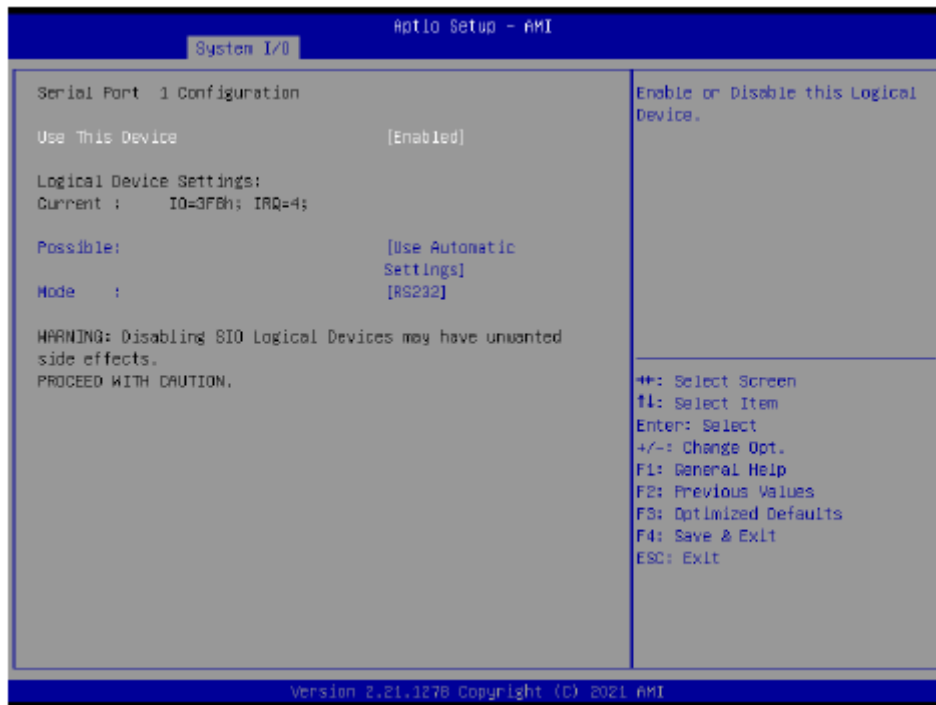 Aptio Setup - AMI
System I/O
Serial Port 1 Configuration
Use This Device [Enabled]
Logical Device Settings:
Current : IO=3F8h; IRQ=4;
Possible: [Use Automatic
Settings]
Mode : [RS232]
WARNING: Disabling SIO Logical Devices may have unwanted
side effects.
PROCEED WITH CAUTION.
Enable or Disable this Logical
Device.
→←: Select Screen
↑↓: Select Item
Enter: Select
+/-: Change Opt.
F1: General Help
F2: Previous Values
F3: Optimized Defaults
F4: Save & Exit
ESC: Exit
Version 2.21.1278 Copyright (C) 2021 AMI